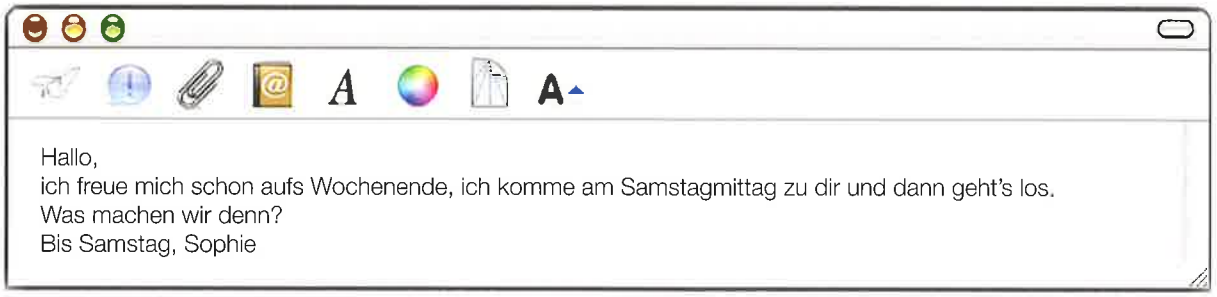 @ A A
Hallo,
ich freue mich schon aufs Wochenende, ich komme am Samstagmittag zu dir und dann geht's los.
Was machen wir denn?
Bis Samstag, Sophie